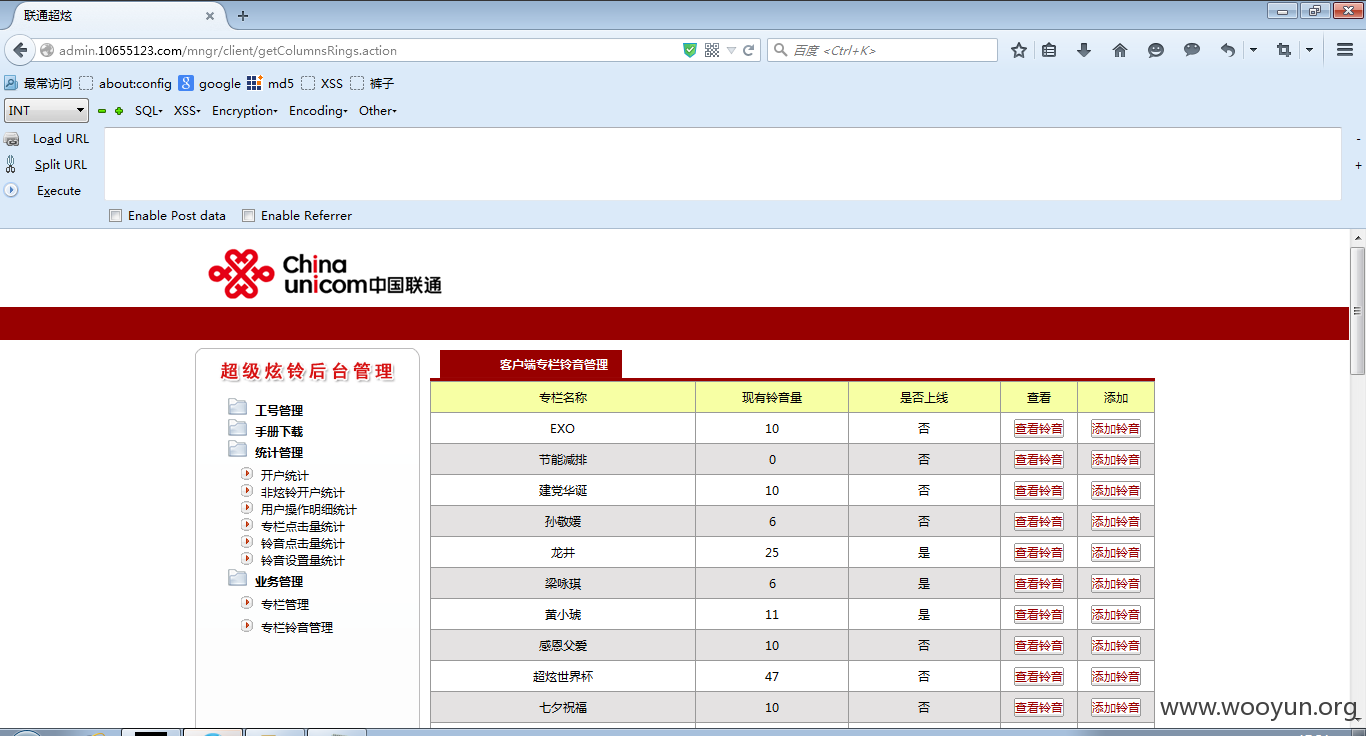 联通超炫
admin.10655123.com/mngr/client/getColumnsRings.action
百度 <Ctrl+K>
最常访问 about:config google md5 XSS 裤子
INT SQL XSS Encryption Encoding Other
Load URL
Split URL
Execute
Enable Post data Enable Referrer
China unicom中国联通
超级炫铃后台管理
工号管理
手册下载
统计管理
开户统计
非炫铃开户统计
用户操作明细统计
专栏点击量统计
铃音点击量统计
铃音设置量统计
业务管理
专栏管理
专栏铃音管理
客户端专栏铃音管理
专栏名称 现有铃音量 是否上线 查看 添加
EXO 10 否 查看铃音 添加铃音
节能减排 0 否 查看铃音 添加铃音
建党华诞 10 否 查看铃音 添加铃音
孙敬媛 6 否 查看铃音 添加铃音
龙井 25 是 查看铃音 添加铃音
梁咏琪 6 是 查看铃音 添加铃音
黄小琥 11 是 查看铃音 添加铃音
感恩父爱 10 否 查看铃音 添加铃音
超炫世界杯 47 否 查看铃音 添加铃音
七夕祝福 10 否 查看铃音 添加铃音
www.wooyun.org